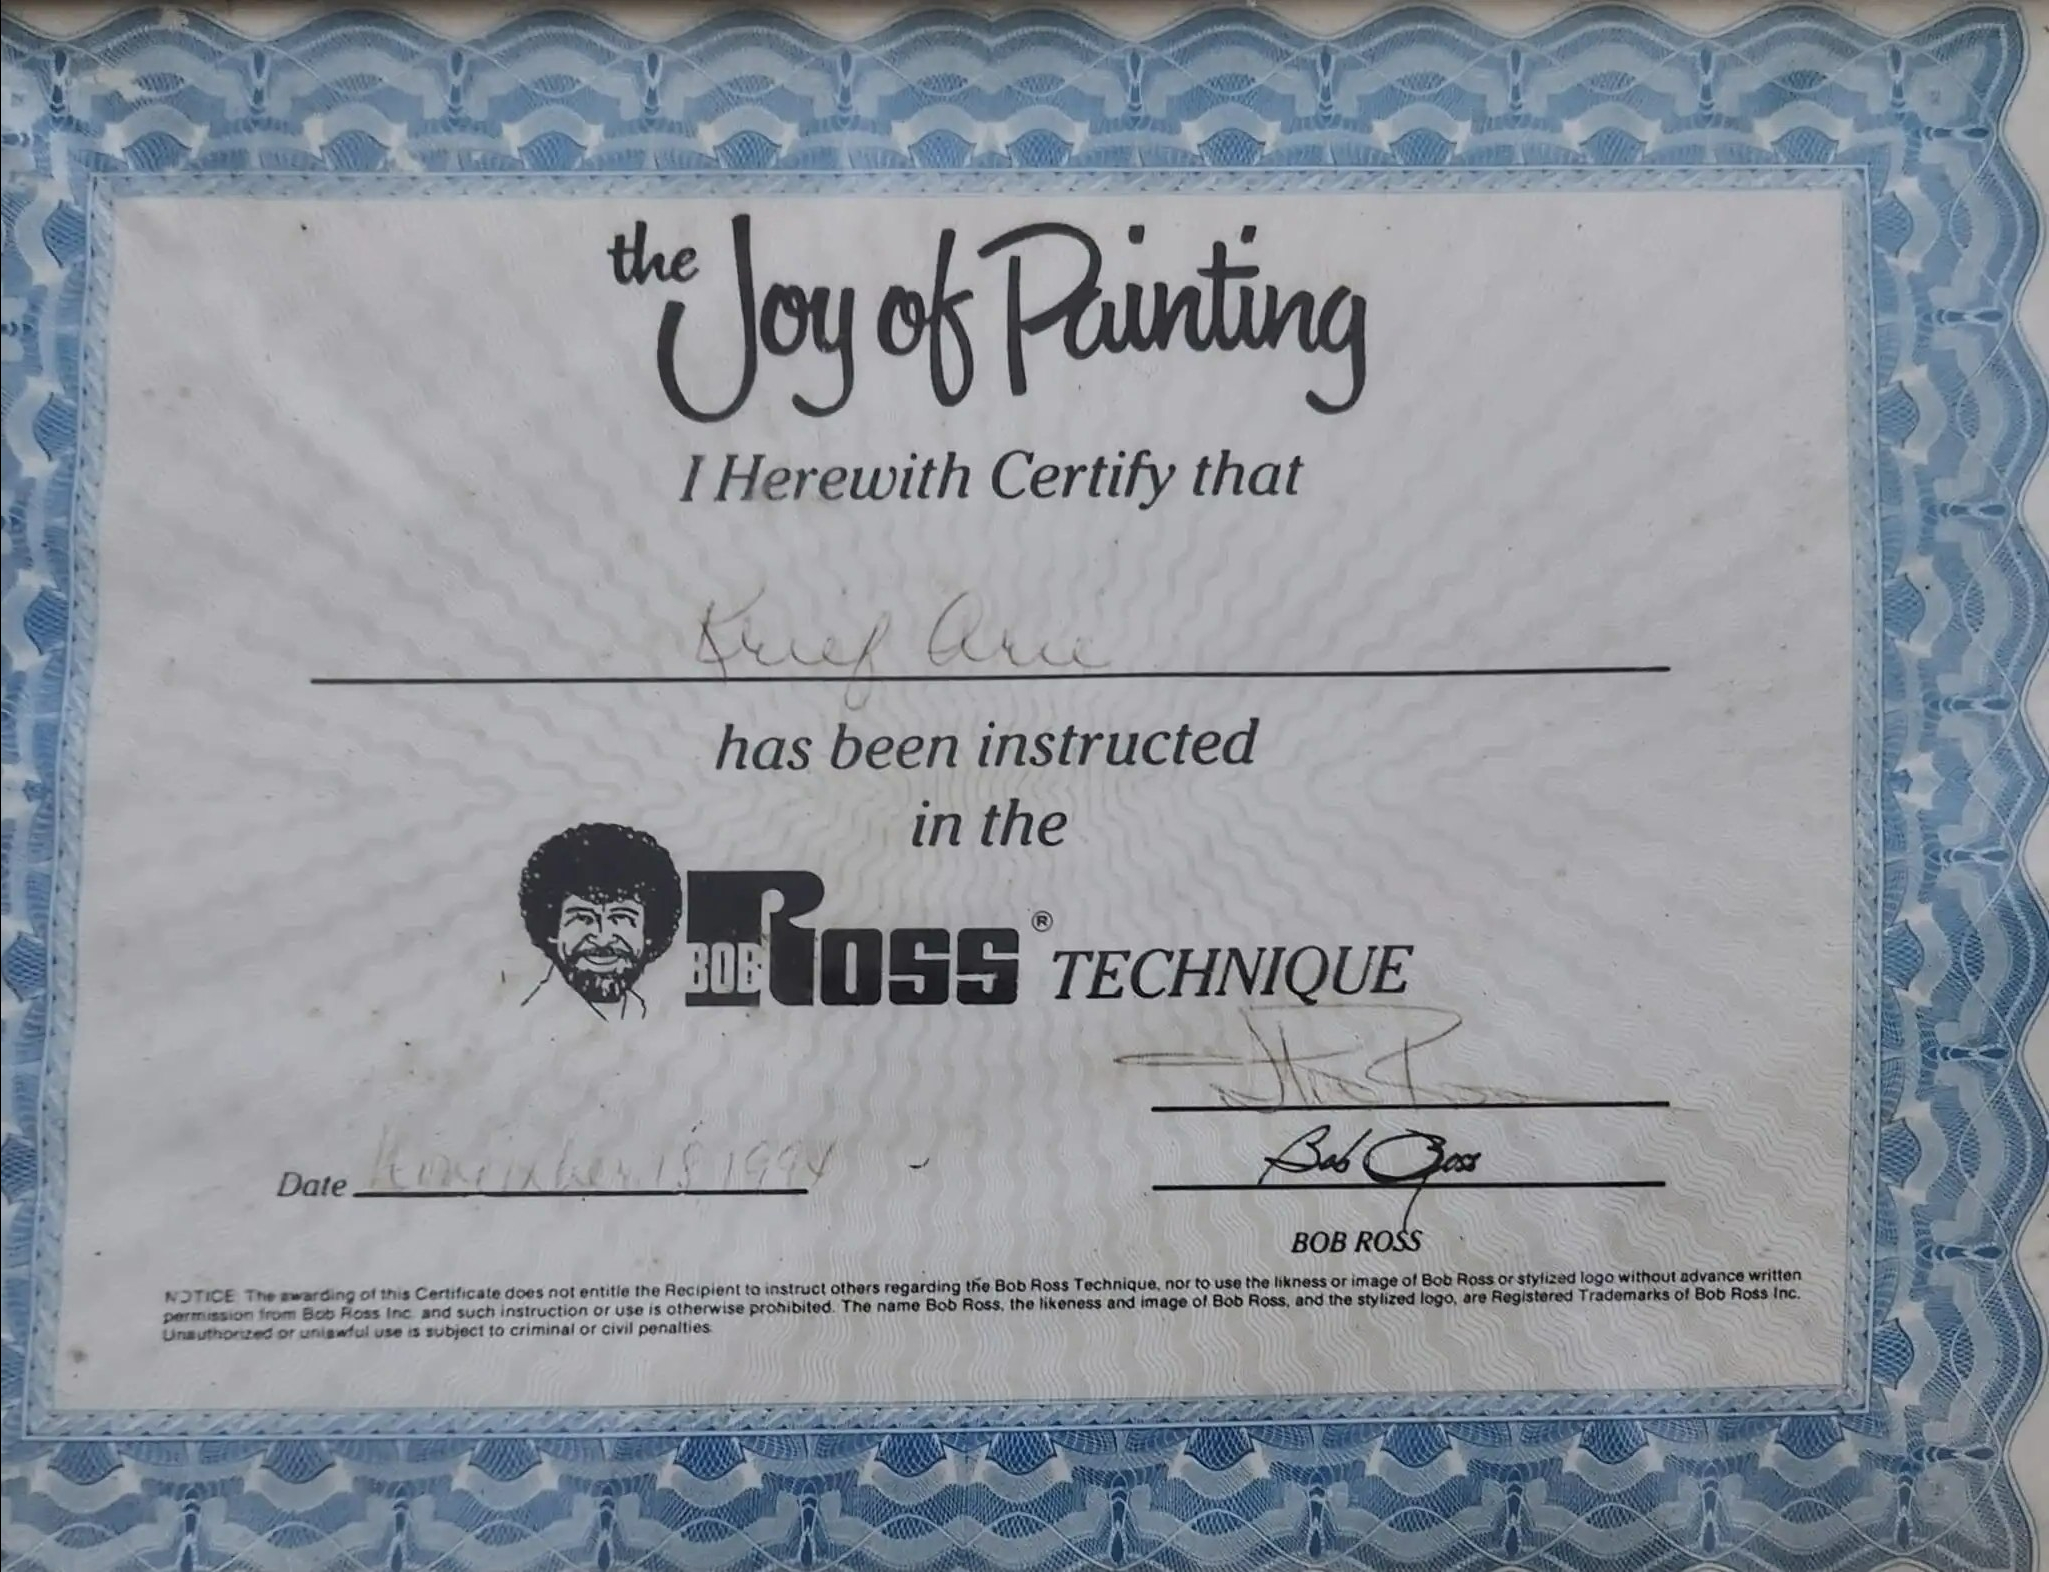 the Joy of Painting
I Herewith Certify that
Krief Arie
has been instructed
in the
BOB ROSS® TECHNIQUE
Bob Ross
Date November 18 1994
BOB ROSS
NOTICE The awarding of this Certificate does not entitle the Recipient to instruct others regarding the Bob Ross Technique, nor to use the likness or image of Bob Ross or stylized logo without advance written
permission from Bob Ross Inc. and such instruction or use is otherwise prohibited. The name Bob Ross, the likeness and image of Bob Ross, and the stylized logo, are Registered Trademarks of Bob Ross Inc.
Unauthorized or unlawful use is subject to criminal or civil penalties.